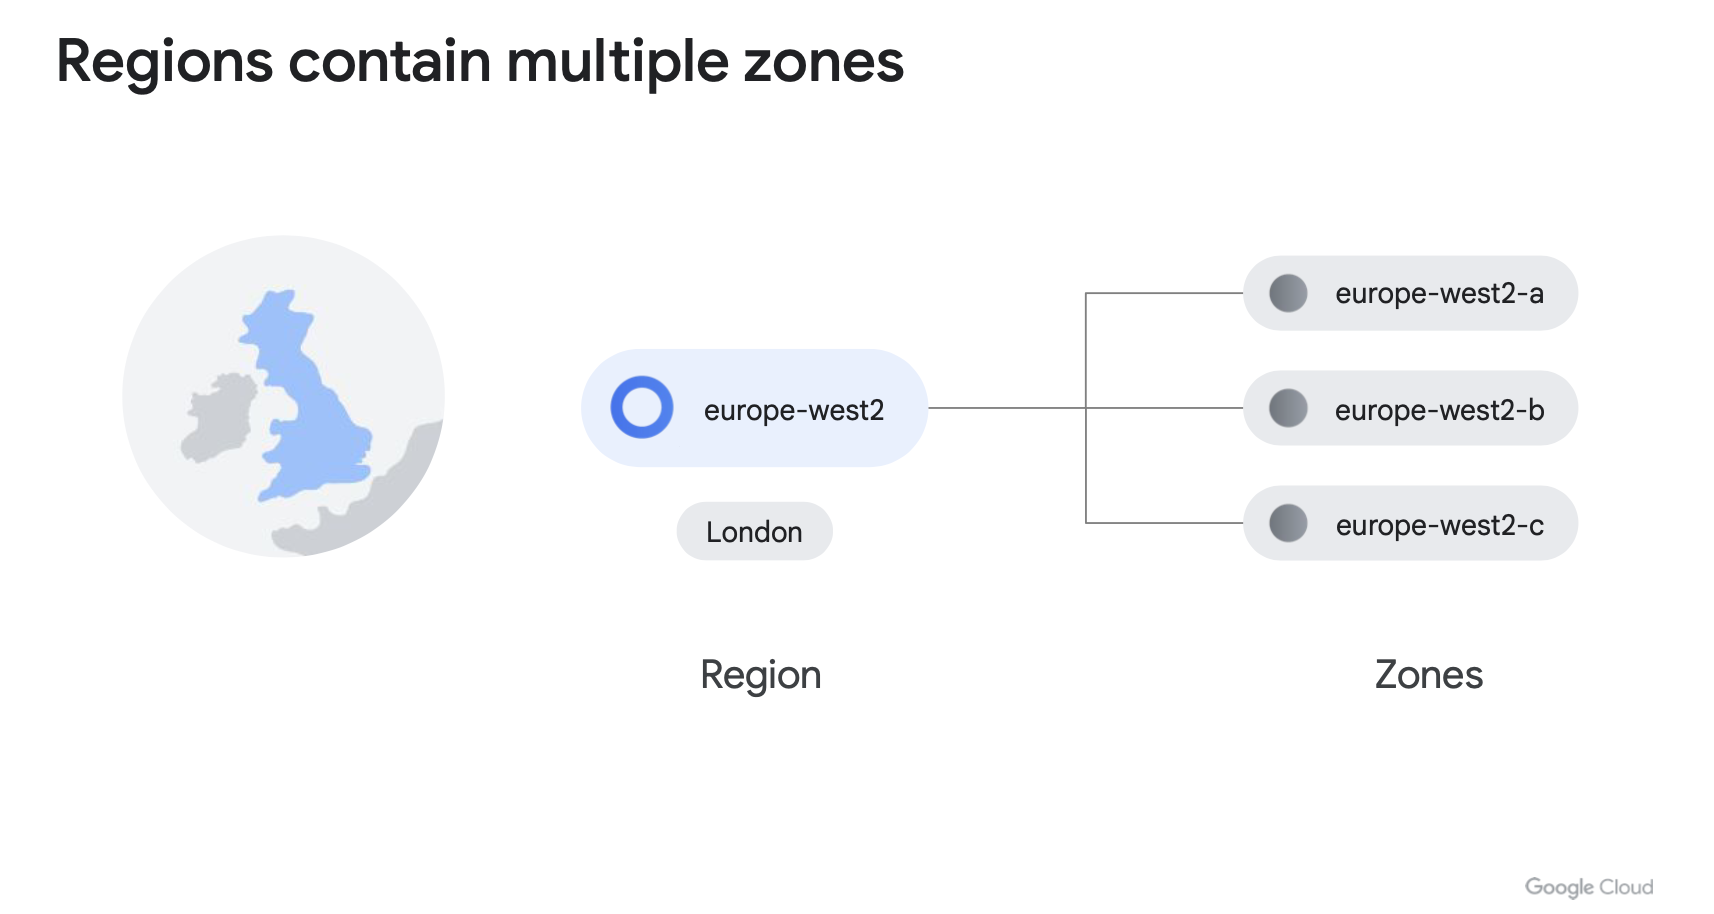 Regions contain multiple zones
europe-west2
London
Region
europe-west2-a
europe-west2-b
europe-west2-c
Zones
Google Cloud